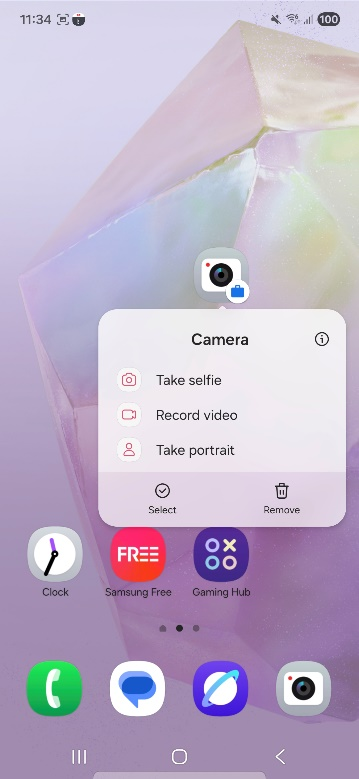 11:34
100
Camera
Take selfie
Record video
Take portrait
Select
Remove
FREE
Clock
Samsung Free
Gaming Hub